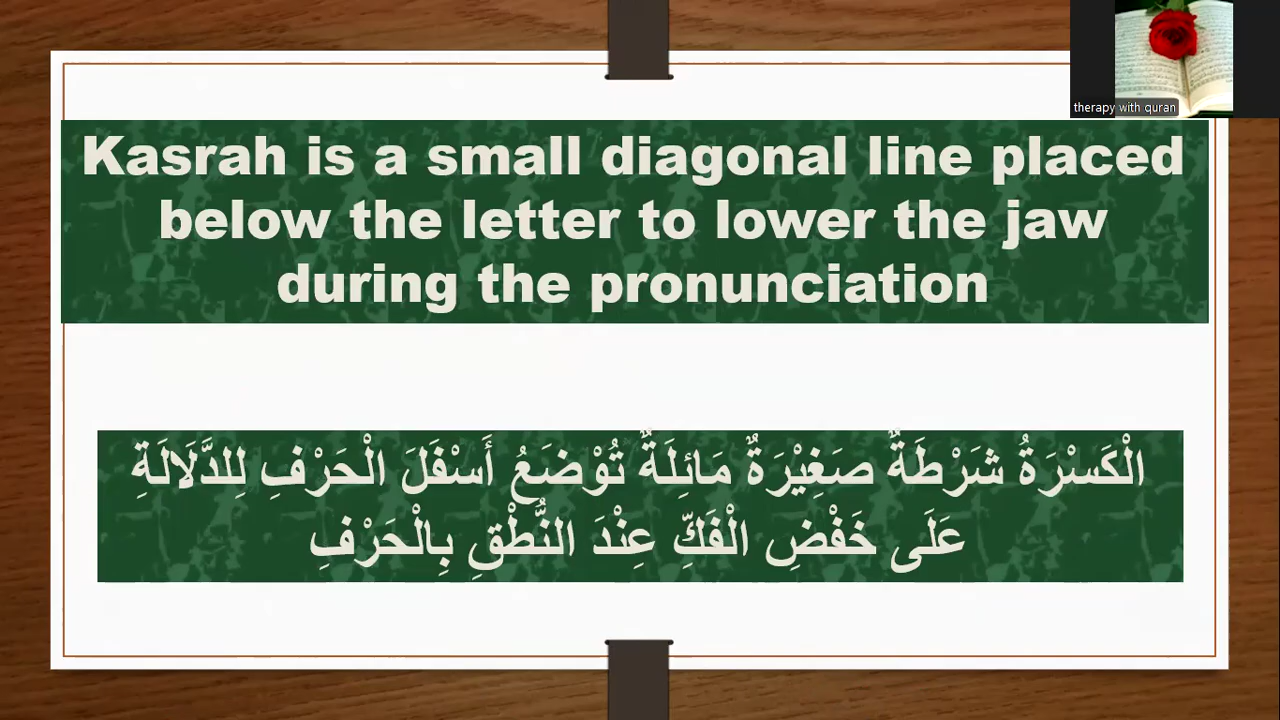 therapy with quran
Kasrah is a small diagonal line placed
below the letter to lower the jaw
during the pronunciation
الْكَسْرَةُ شَرْطَةٌ صَغِيْرَةٌ مَائِلَةٌ تُوْضَعُ أَسْفَلَ الْحَرْفِ لِلدَّلَالَةِ
عَلَى خَفْضِ الْفَكِّ عِنْدَ النُّطْقِ بِالْحَرْفِ